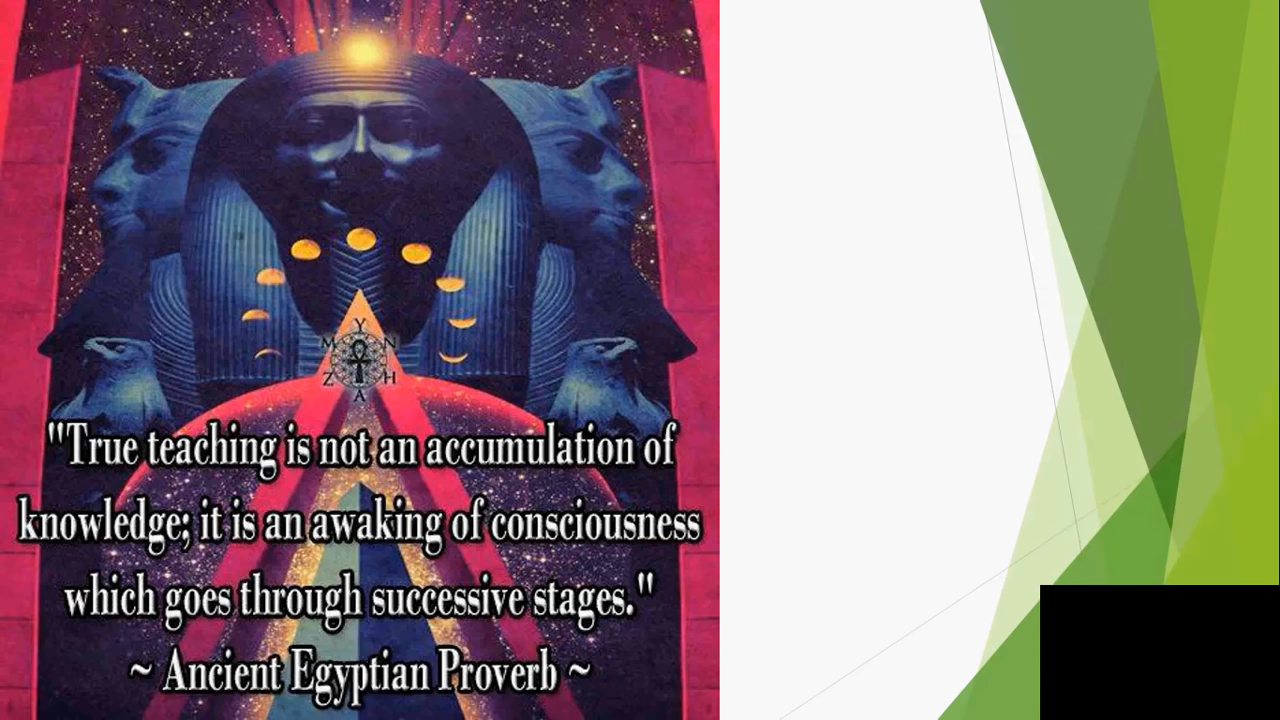 Y
M N
Z H
A
"True teaching is not an accumulation of
knowledge; it is an awaking of consciousness
which goes through successive stages."
~ Ancient Egyptian Proverb ~